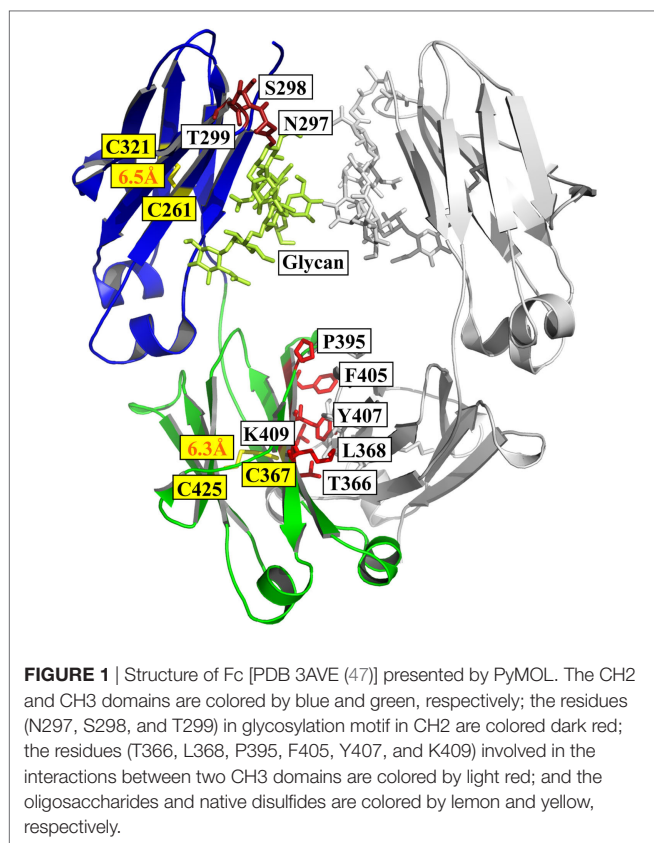 S298
N297
T299
C321
6.5Å
C261
Glycan
P395
F405
Y407
K409
L368
6.3Å
C367
T366
C425
FIGURE 1 | Structure of Fc [PDB 3AVE (47)] presented by PyMOL. The CH2
and CH3 domains are colored by blue and green, respectively; the residues
(N297, S298, and T299) in glycosylation motif in CH2 are colored dark red;
the residues (T366, L368, P395, F405, Y407, and K409) involved in the
interactions between two CH3 domains are colored by light red; and the
oligosaccharides and native disulfides are colored by lemon and yellow,
respectively.